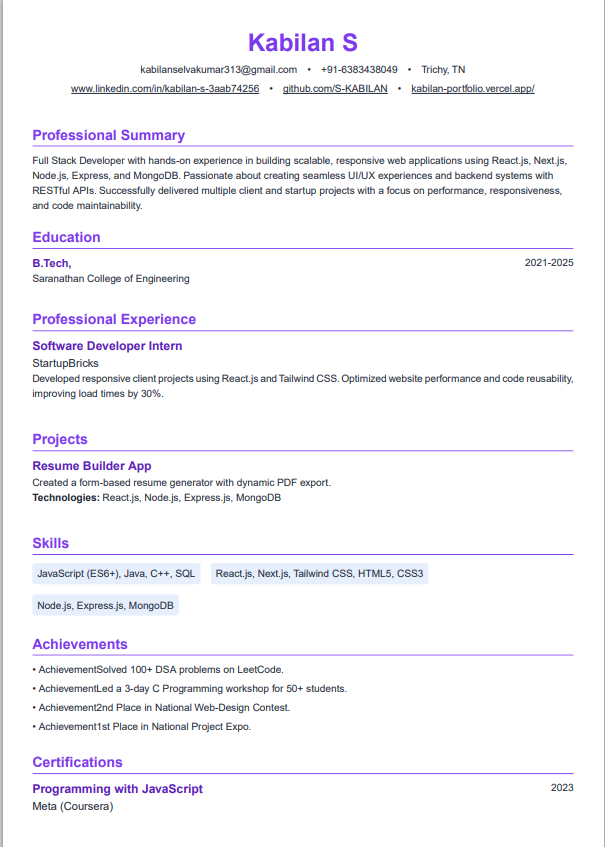 Kabilan S
kabilanselvakumar313@gmail.com • +91-6383438049 • Trichy, TN
www.linkedin.com/in/kabilan-s-3aab74256 • github.com/S-KABILAN • kabilan-portfolio.vercel.app/
Professional Summary
Full Stack Developer with hands-on experience in building scalable, responsive web applications using React.js, Next.js,
Node.js, Express, and MongoDB. Passionate about creating seamless UI/UX experiences and backend systems with
RESTful APIs. Successfully delivered multiple client and startup projects with a focus on performance, responsiveness,
and code maintainability.
Education
B.Tech, 2021-2025
Saranathan College of Engineering
Professional Experience
Software Developer Intern
StartupBricks
Developed responsive client projects using React.js and Tailwind CSS. Optimized website performance and code reusability,
improving load times by 30%.
Projects
Resume Builder App
Created a form-based resume generator with dynamic PDF export.
Technologies: React.js, Node.js, Express.js, MongoDB
Skills
JavaScript (ES6+), Java, C++, SQL React.js, Next.js, Tailwind CSS, HTML5, CSS3
Node.js, Express.js, MongoDB
Achievements
• AchievementSolved 100+ DSA problems on LeetCode.
• AchievementLed a 3-day C Programming workshop for 50+ students.
• Achievement2nd Place in National Web-Design Contest.
• Achievement1st Place in National Project Expo.
Certifications
Programming with JavaScript 2023
Meta (Coursera)